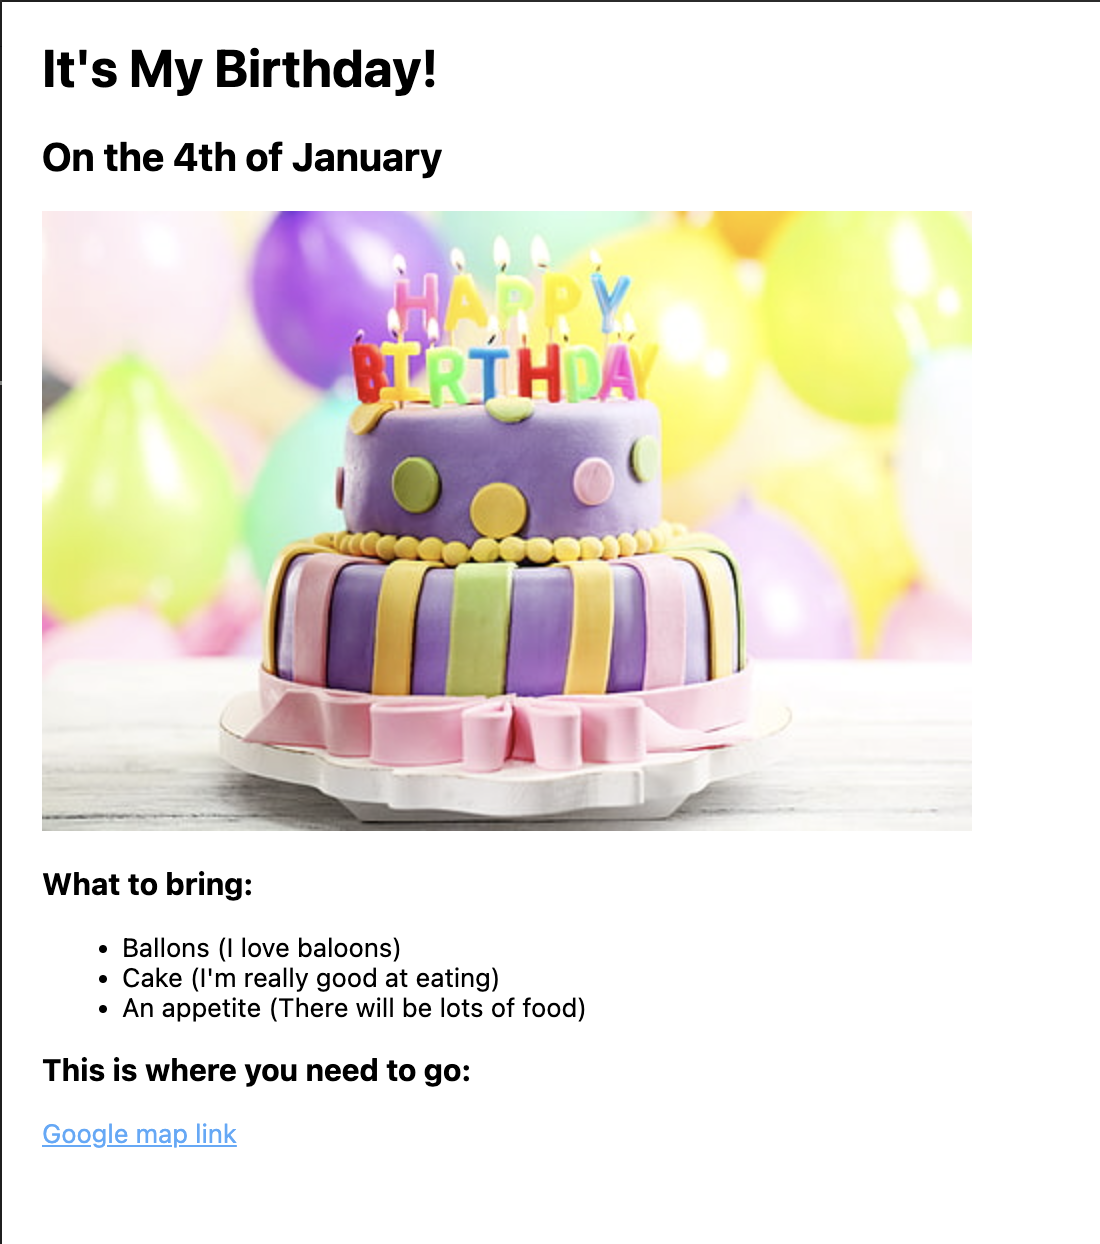 It's My Birthday!
On the 4th of January
HAPPY
BIRTHDAY
What to bring:
Ballons (I love baloons)
Cake (I'm really good at eating)
An appetite (There will be lots of food)
This is where you need to go:
Google map link